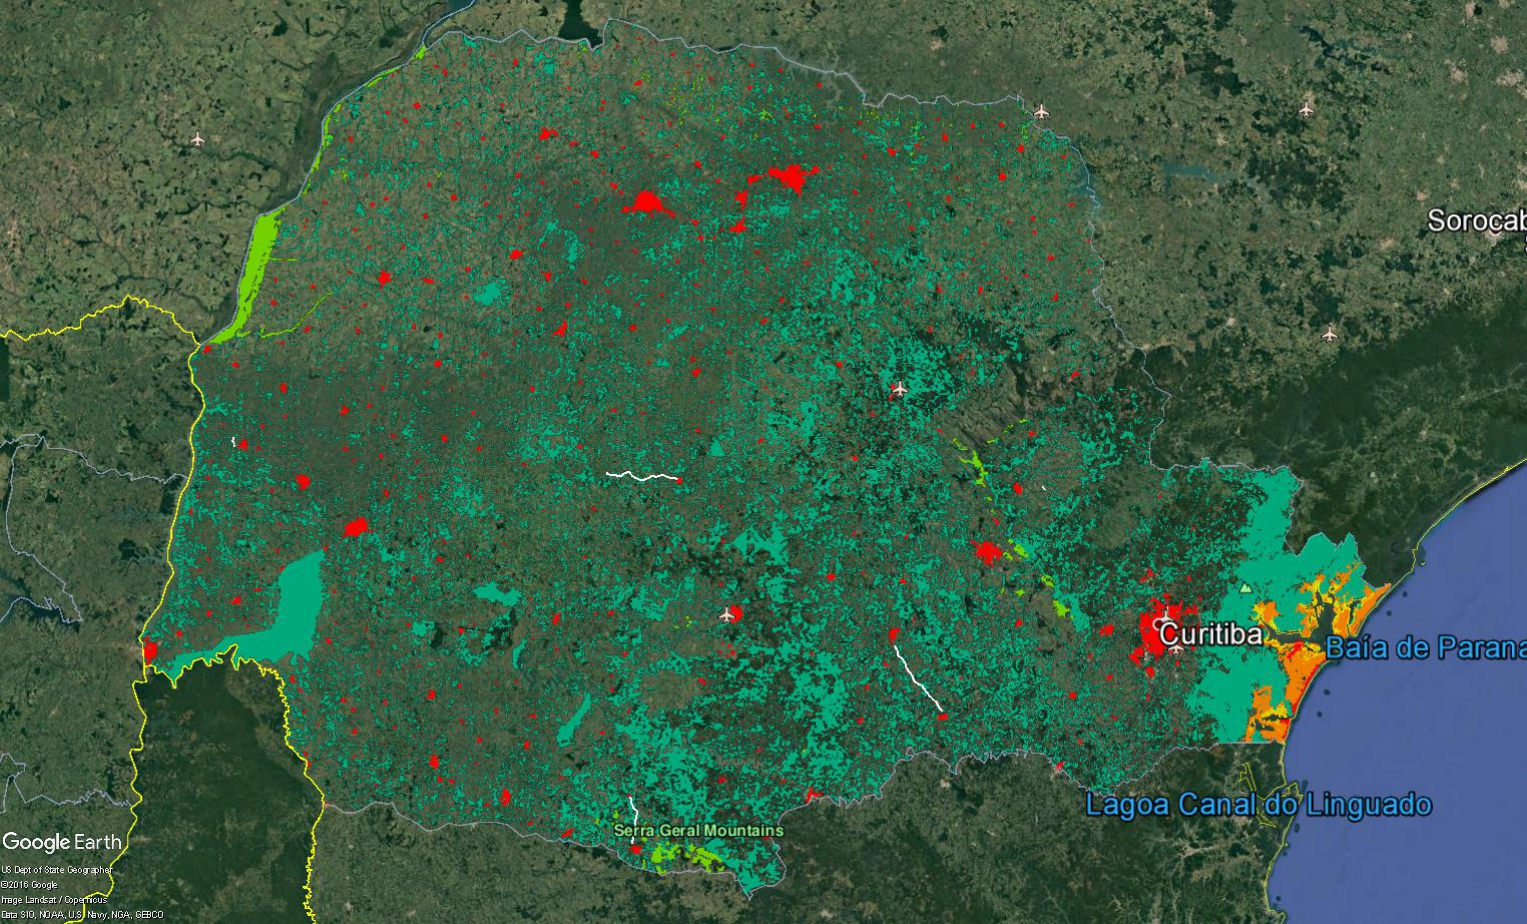 Sorocab
Curitiba
Baía de Parana
Lagoa Canal do Linguado
Serra Geral Mountains
Google Earth
US Dept of State Geographer
©2016 Google
Image Landsat / Copernicus
Data SIO, NOAA, U.S. Navy, NGA, GEBCO